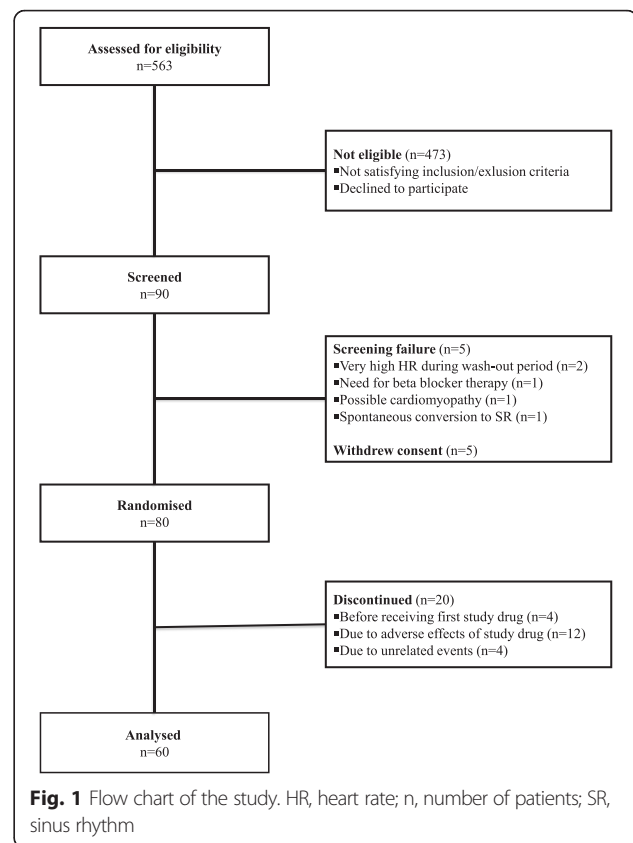 Assessed for eligibility
n=563
Not eligible (n=473)
▪Not satisfying inclusion/exlusion criteria
▪Declined to participate
Screened
n=90
Screening failure (n=5)
▪Very high HR during wash-out period (n=2)
▪Need for beta blocker therapy (n=1)
▪Possible cardiomyopathy (n=1)
▪Spontaneous conversion to SR (n=1)
Withdrew consent (n=5)
Randomised
n=80
Discontinued (n=20)
▪Before receiving first study drug (n=4)
▪Due to adverse effects of study drug (n=12)
▪Due to unrelated events (n=4)
Analysed
n=60
Fig. 1 Flow chart of the study. HR, heart rate; n, number of patients; SR,
sinus rhythm